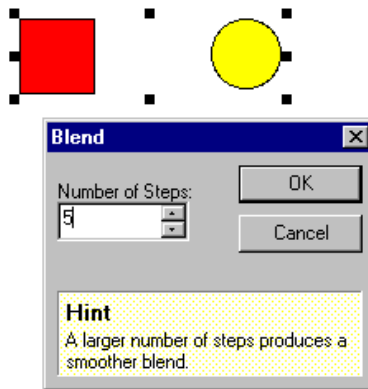 Blend
Number of Steps:
5
OK
Cancel
Hint
A larger number of steps produces a
smoother blend.